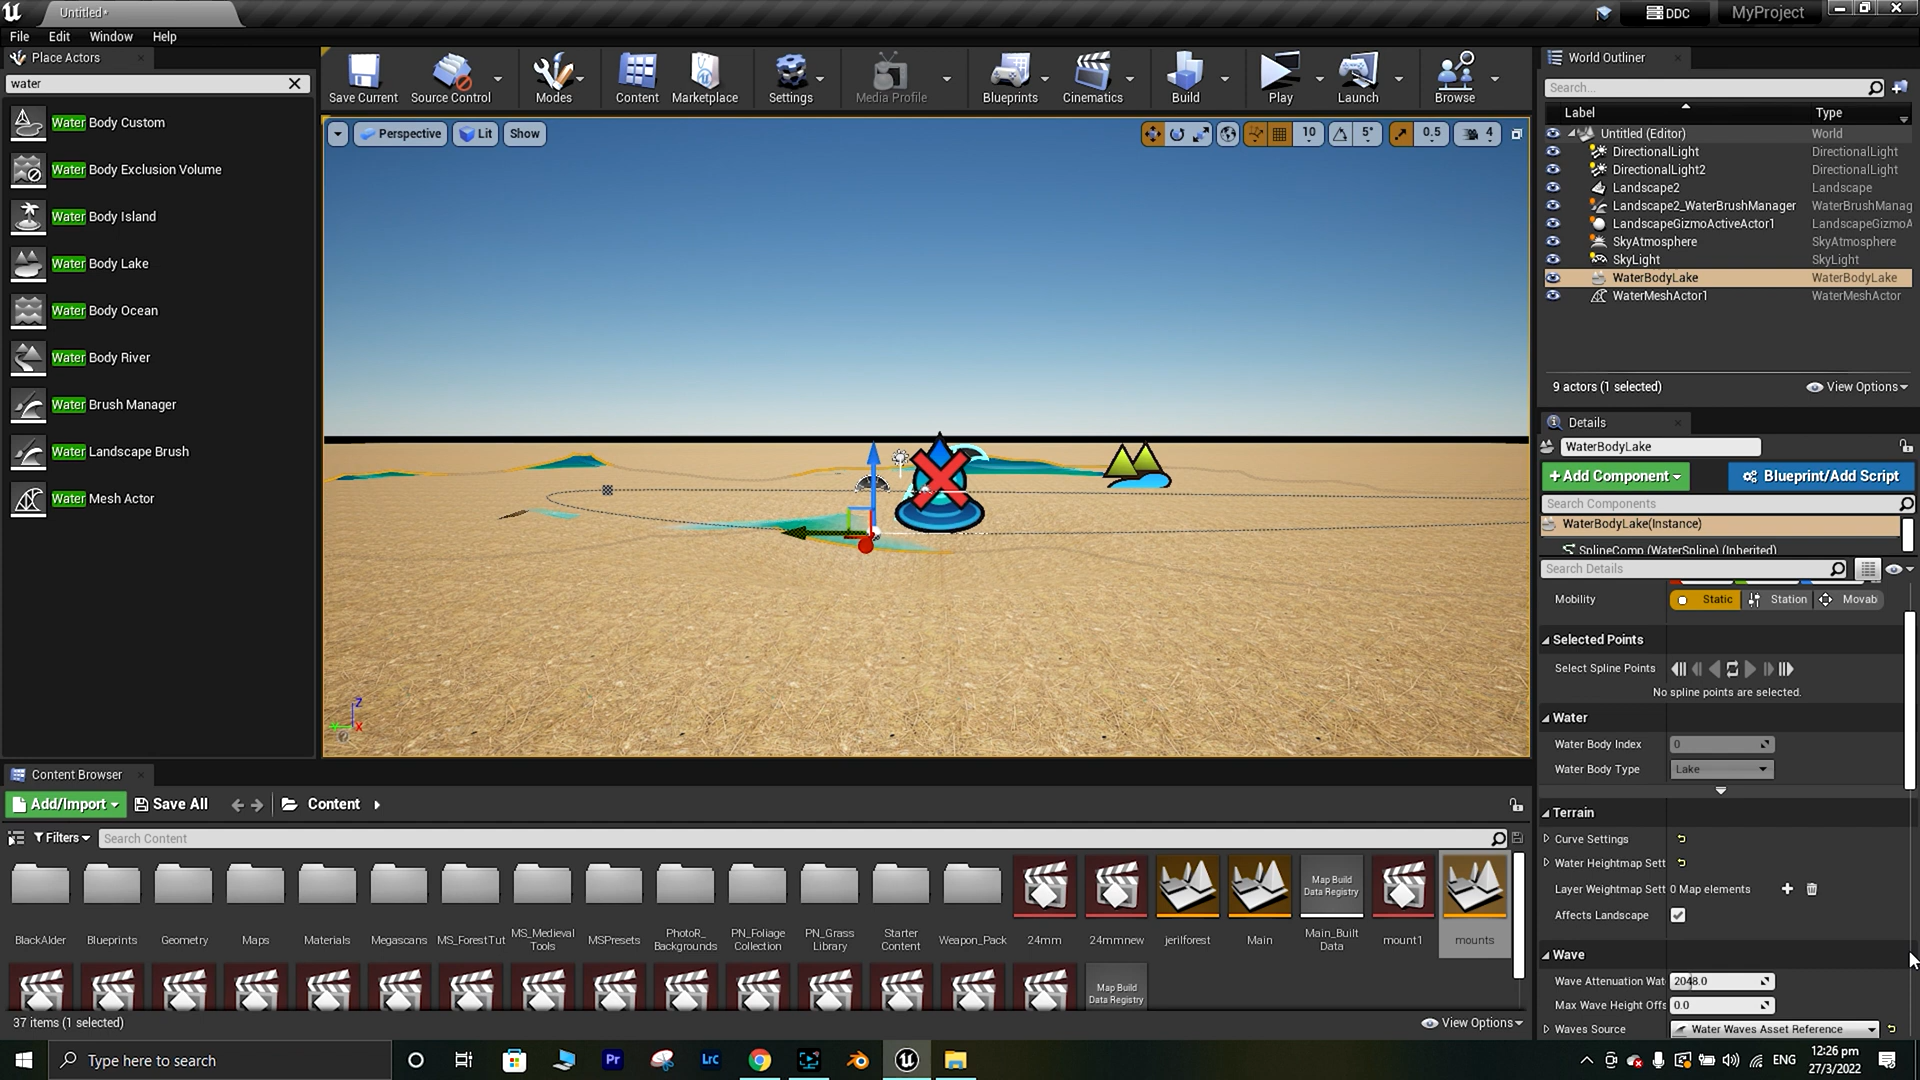 Untitled*
DDC
MyProject
File Edit Window Help
Place Actors
water
Water Body Custom
Water Body Exclusion Volume
Water Body Island
Water Body Lake
Water Body Ocean
Water Body River
Water Brush Manager
Water Landscape Brush
Water Mesh Actor
Save Current Source Control Modes Content Marketplace Settings Media Profile Blueprints Cinematics Build Play Launch Browse
Perspective Lit Show
10 5° 0.5 4
Z
X
World Outliner
Search...
Label Type
Untitled (Editor) World
DirectionalLight DirectionalLight
DirectionalLight2 DirectionalLight
Landscape2 Landscape
Landscape2_WaterBrushManager WaterBrushManag
LandscapeGizmoActiveActor1 LandscapeGizmoA
SkyAtmosphere SkyAtmosphere
SkyLight SkyLight
WaterBodyLake WaterBodyLake
WaterMeshActor1 WaterMeshActor
9 actors (1 selected) View Options
Details
WaterBodyLake
+ Add Component Blueprint/Add Script
Search Components
WaterBodyLake(Instance)
SplineComp (WaterSpline) (Inherited)
Search Details
Mobility Static Station Movab
Selected Points
Select Spline Points
No spline points are selected.
Water
Water Body Index 0
Water Body Type Lake
Terrain
Curve Settings
Water Heightmap Sett
Layer Weightmap Sett 0 Map elements
Affects Landscape
Wave
Wave Attenuation Wat 2048.0
Max Wave Height Offs 0.0
Waves Source Water Waves Asset Reference
Content Browser
Add/Import Save All Content
Filters Search Content
BlackAlder Blueprints Geometry Maps Materials Megascans MS_ForestTut MS_Medieval Tools MSPresets PhotoR_Backgrounds PN_Foliage Collection PN_Grass Library Starter Content Weapon_Pack 24mm 24mmnew jerilforest Main Main_Built Data mount1 mounts
Map Build Data Registry
Map Build Data Registry
37 items (1 selected) View Options
Type here to search
Pr
Lrc
ENG
12:26 pm
27/3/2022